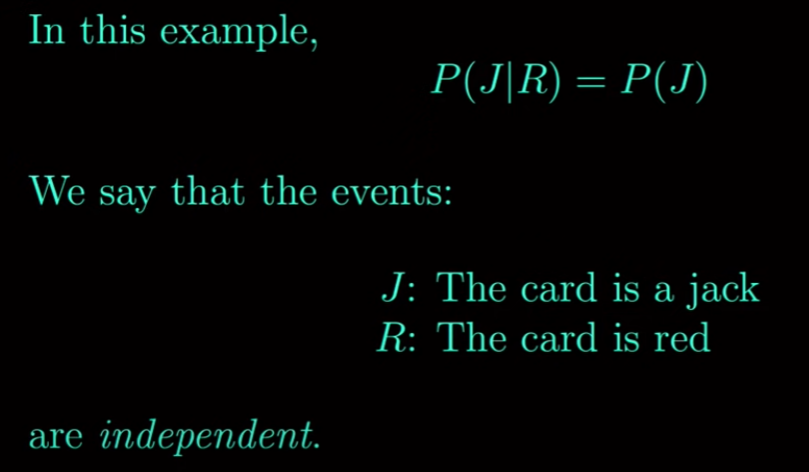 In this example,
P(J|R) = P(J)
We say that the events:
J: The card is a jack
R: The card is red
are independent.